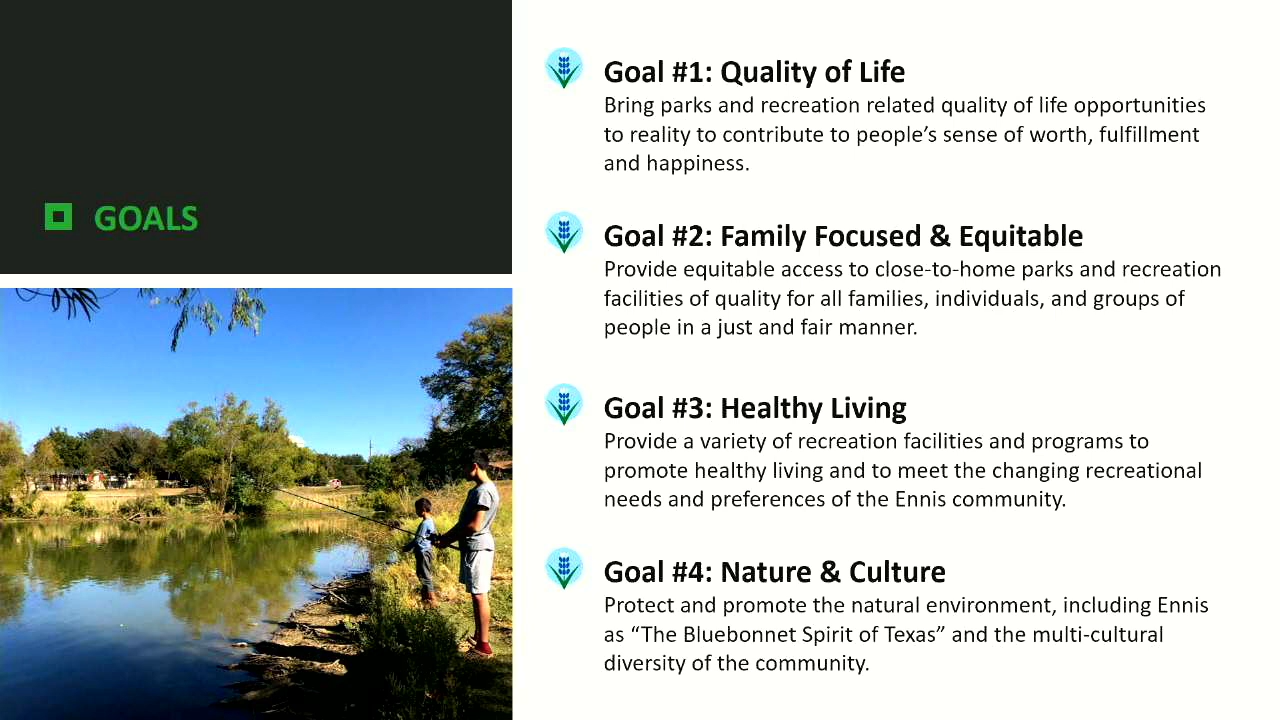 GOALS
Goal #1: Quality of Life
Bring parks and recreation related quality of life opportunities
to reality to contribute to people’s sense of worth, fulfillment
and happiness.
Goal #2: Family Focused & Equitable
Provide equitable access to close-to-home parks and recreation
facilities of quality for all families, individuals, and groups of
people in a just and fair manner.
Goal #3: Healthy Living
Provide a variety of recreation facilities and programs to
promote healthy living and to meet the changing recreational
needs and preferences of the Ennis community.
Goal #4: Nature & Culture
Protect and promote the natural environment, including Ennis
as “The Bluebonnet Spirit of Texas” and the multi-cultural
diversity of the community.